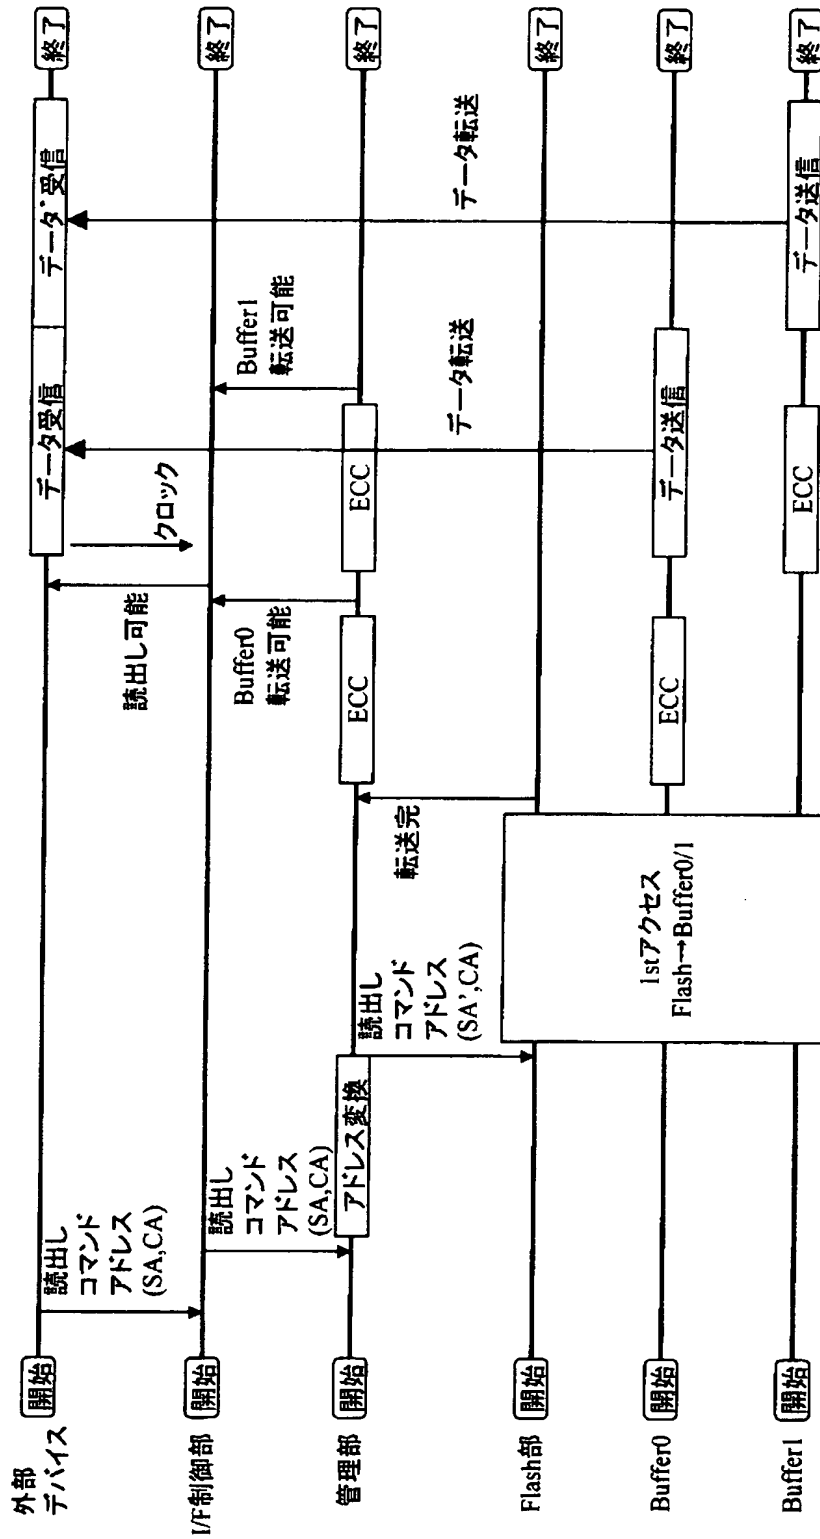 外部
デバイス
開始
データ受信
データ受信
終了
読出し
コマンド
アドレス
(SA,CA)
読出し可能
クロック
I/F制御部
開始
終了
読出し
コマンド
アドレス
(SA,CA)
Buffer0
転送可能
Buffer1
転送可能
管理部
開始
アドレス変換
ECC
ECC
終了
読出し
コマンド
アドレス
(SA',CA)
転送完
データ転送
データ転送
Flash部
開始
終了
1stアクセス
Flash→Buffer0/1
Buffer0
開始
ECC
データ送信
終了
Buffer1
開始
ECC
データ送信
終了